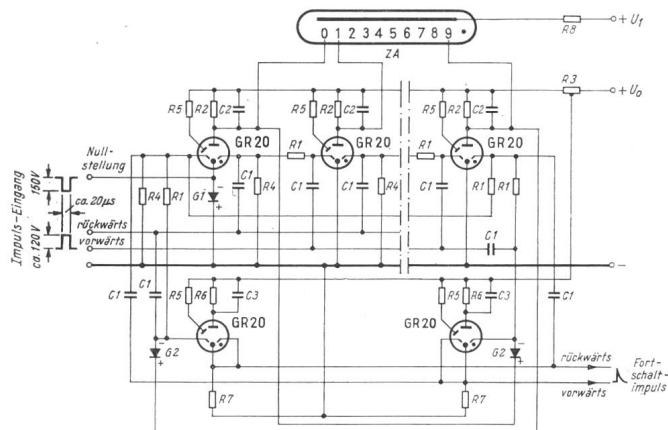 0 1 2 3 4 5 6 7 8 9
ZA
R8
+ U1
R3
+ U0
R5 R2 C2
R5 R2 C2
R5 R2 C2
GR20
GR20
GR20
Null-
stellung
R1
R1
Impuls-Eingang
150V
ca. 20µs
ca. 120V
R4 R1
G1
-
+
C1
R4
C1
C1
R4
C1
R1 R1
rückwärts
vorwärts
C1
-
C1
C1
R5 R6 C3
R5 R6 C3
C1
GR20
GR20
G2
-
+
G2
-
+
rückwärts
vorwärts
Fort-
schalt-
impuls
R7
R7